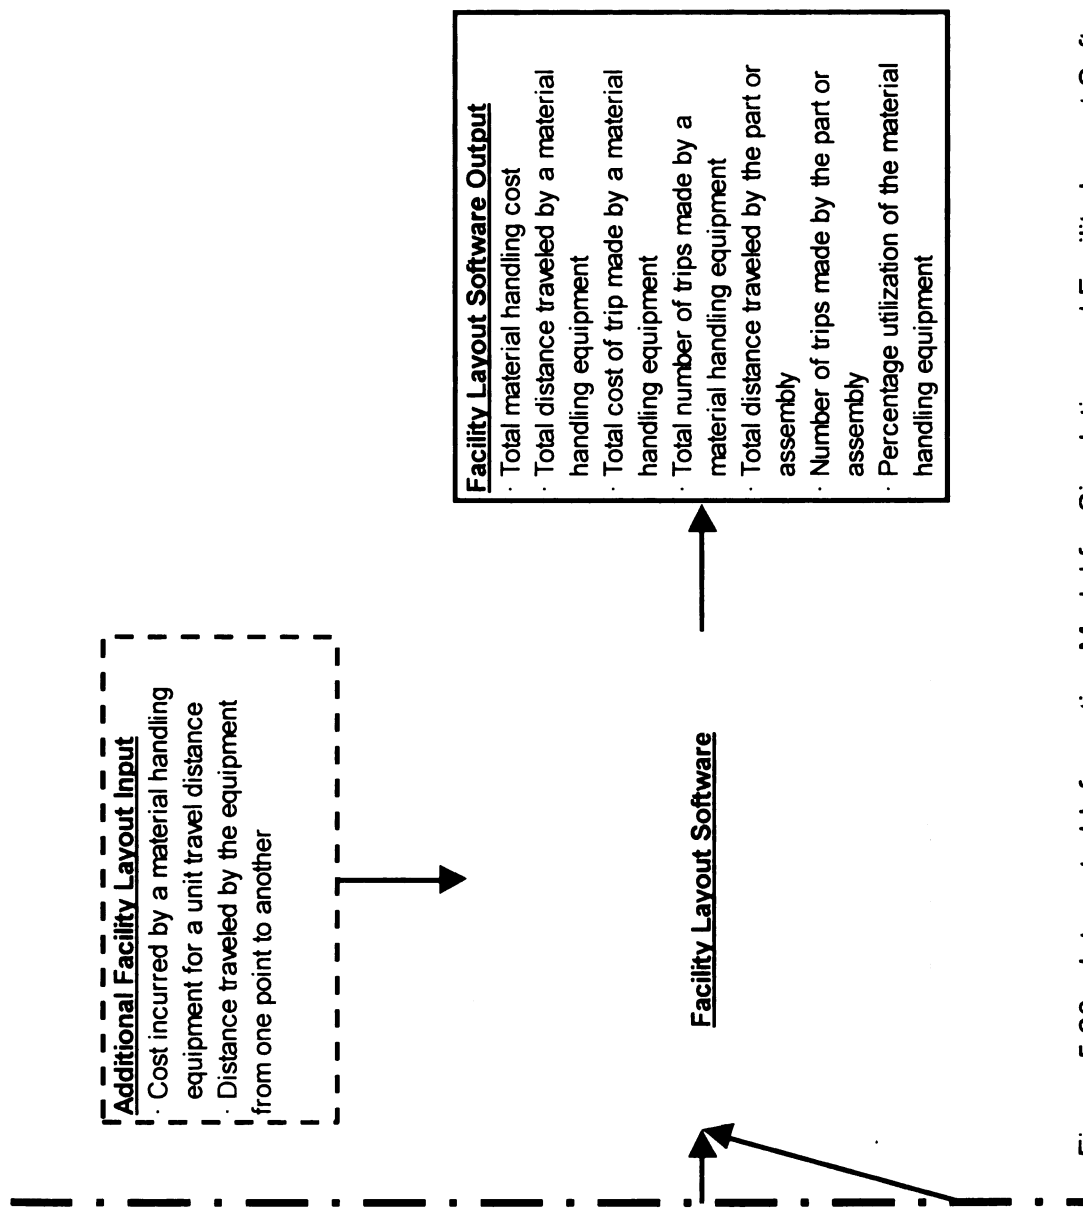 Additional Facility Layout Input
· Cost incurred by a material handling
equipment for a unit travel distance
· Distance traveled by the equipment
from one point to another
Facility Layout Software
Facility Layout Software Output
· Total material handling cost
· Total distance traveled by a material
handling equipment
· Total cost of trip made by a material
handling equipment
· Total number of trips made by a
material handling equipment
· Total distance traveled by the part or
assembly
· Number of trips made by the part or
assembly
· Percentage utilization of the material
handling equipment